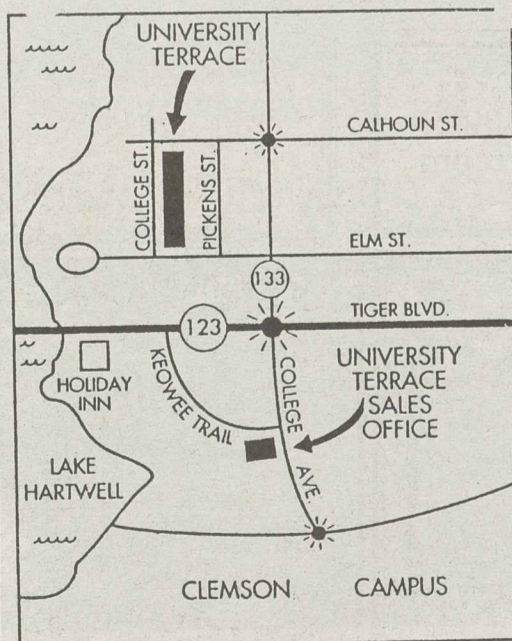 UNIVERSITY
TERRACE
CALHOUN ST.
COLLEGE ST.
PICKENS ST.
ELM ST.
133
TIGER BLVD.
123
HOLIDAY
INN
KEOWEE TRAIL
COLLEGE AVE.
UNIVERSITY
TERRACE
SALES
OFFICE
LAKE
HARTWELL
CLEMSON CAMPUS